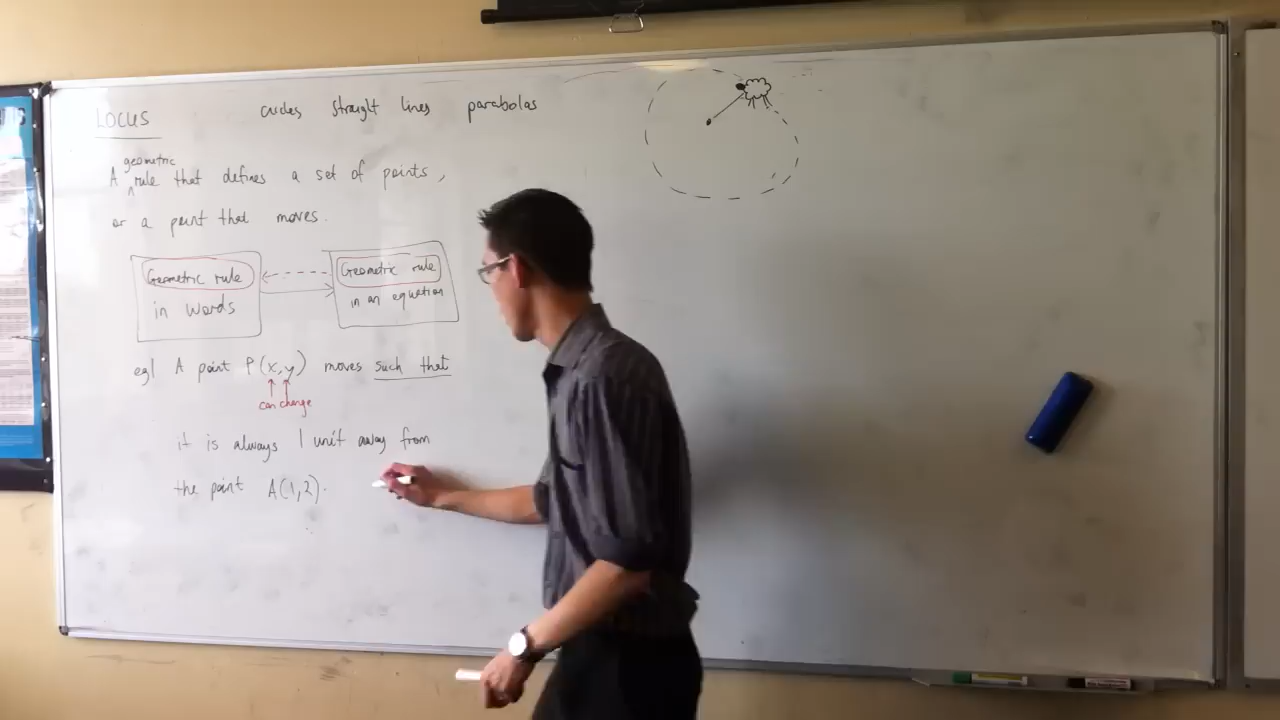 LOCUS
circles straight lines parabolas
geometric
A rule that defines a set of points,
or a point that moves.
Geometric rule
in words
Geometric rule
in an equation
eg1 A point P(x,y) moves such that
can change
it is always 1 unit away from
the point A(1,2).